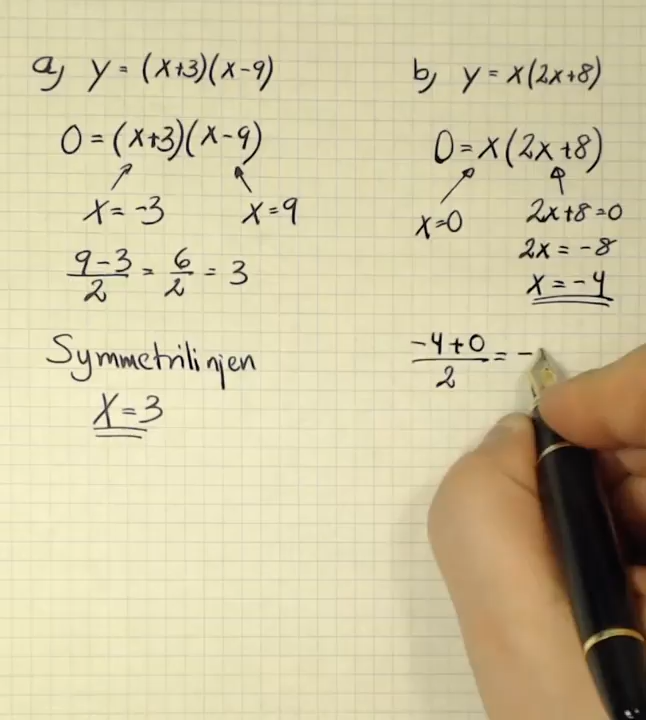 a) y = (x+3)(x-9)
0 = (x+3)(x-9)
x = -3 x = 9
9-3/2 = 6/2 = 3
Symmetrilinjen
x = 3
b) y = x(2x+8)
0 = x(2x+8)
x=0 2x+8=0
2x = -8
x = -4
-4+0/2 = -